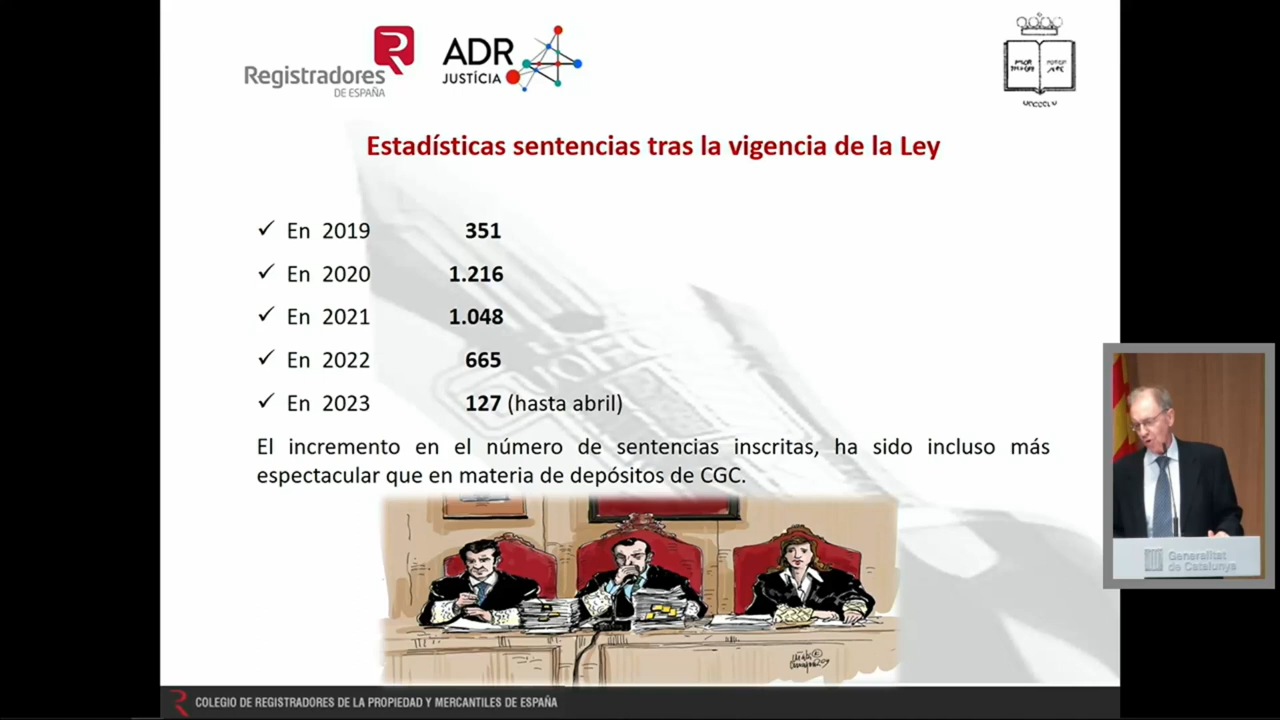 Registradores
DE ESPAÑA
ADR
JUSTÍCIA
Estadísticas sentencias tras la vigencia de la Ley
✓ En 2019 351
✓ En 2020 1.216
✓ En 2021 1.048
✓ En 2022 665
✓ En 2023 127 (hasta abril)
El incremento en el número de sentencias inscritas, ha sido incluso más
espectacular que en materia de depósitos de CGC.
Generalitat
de Catalunya
COLEGIO DE REGISTRADORES DE LA PROPIEDAD Y MERCANTILES DE ESPAÑA